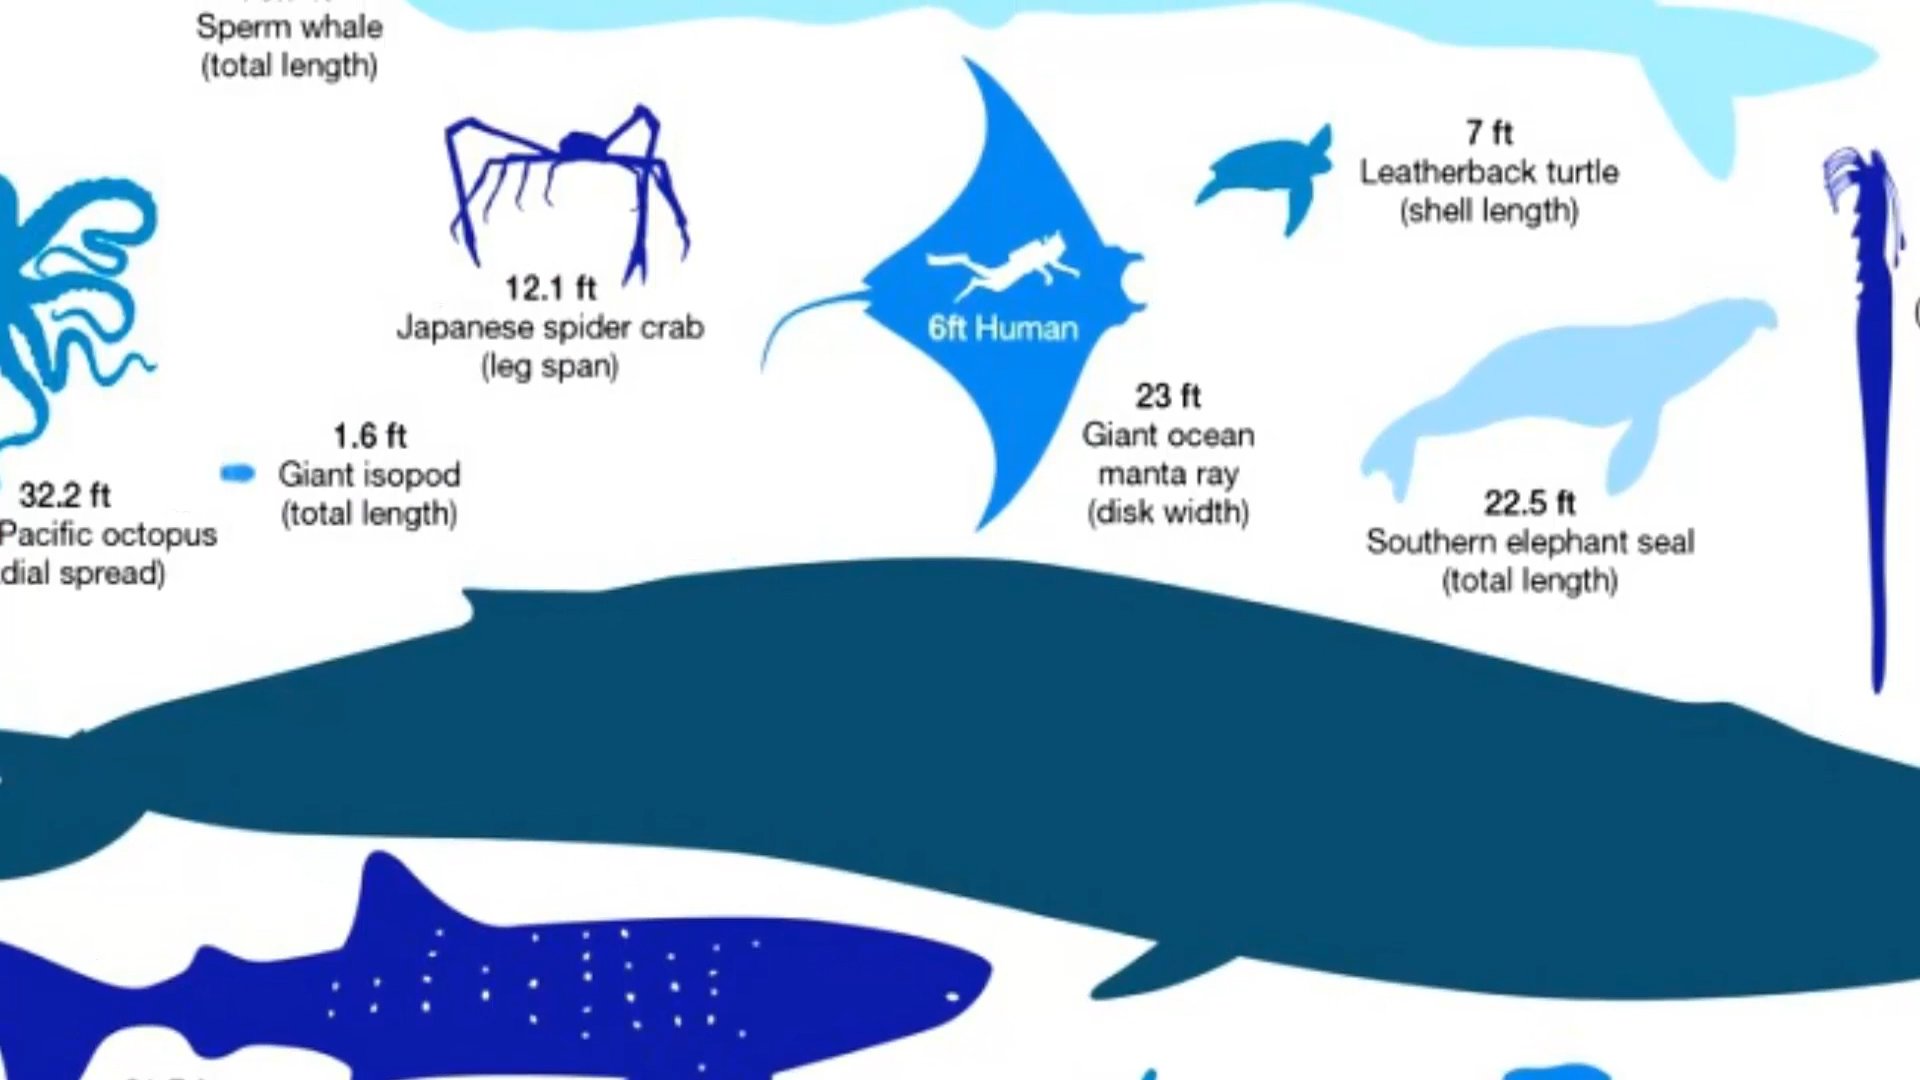 Sperm whale
(total length)
7 ft
Leatherback turtle
(shell length)
12.1 ft
Japanese spider crab
(leg span)
6ft Human
23 ft
Giant ocean
manta ray
(disk width)
1.6 ft
Giant isopod
(total length)
32.2 ft
Pacific octopus
dial spread)
22.5 ft
Southern elephant seal
(total length)
(